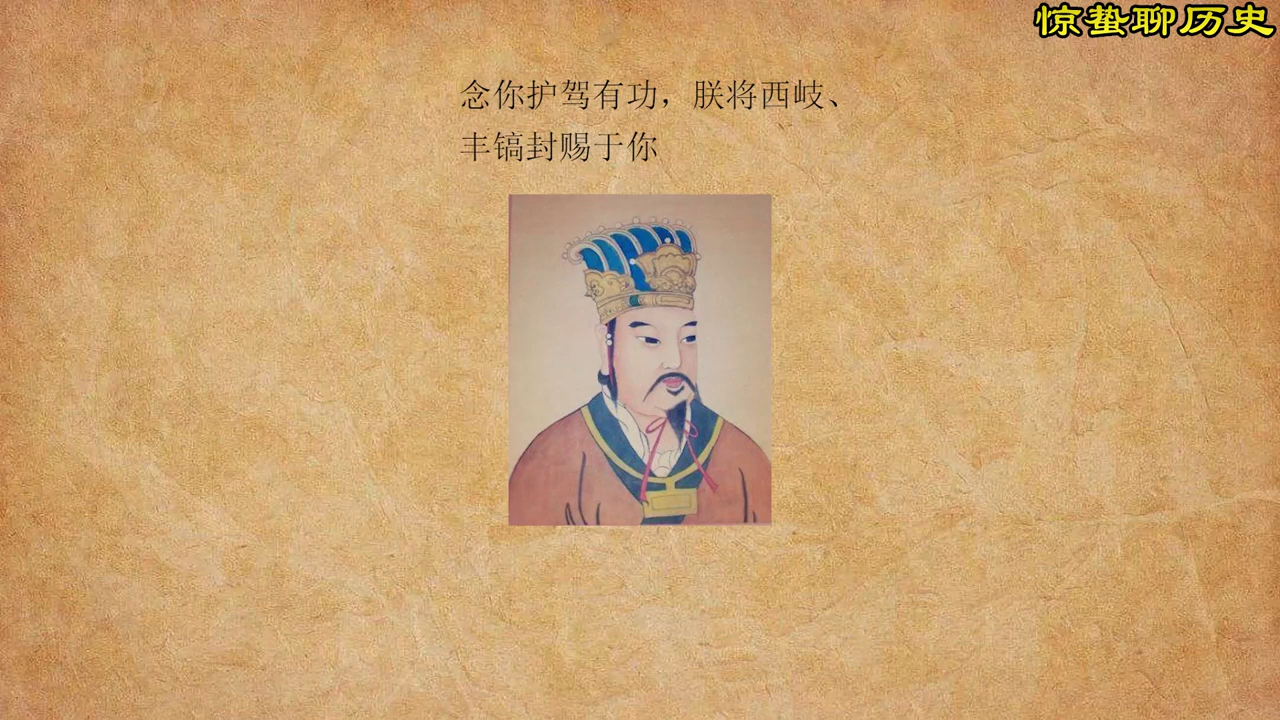 惊蛰聊历史
念你护驾有功，朕将西岐、
丰镐封赐于你